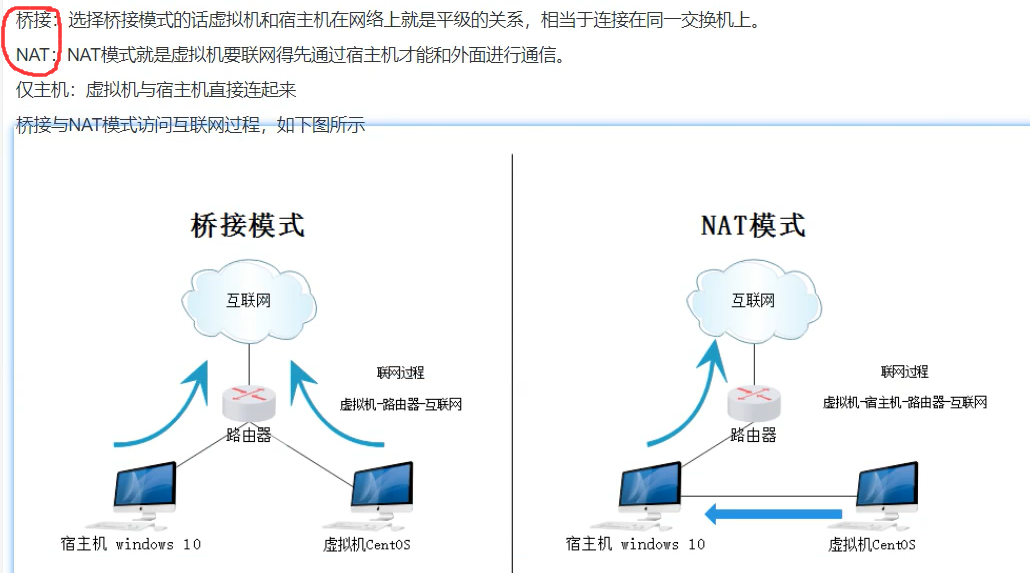 桥接：选择桥接模式的话虚拟机和宿主机在网络上就是平级的关系，相当于连接在同一交换机上。
NAT：NAT模式就是虚拟机要联网得先通过宿主机才能和外面进行通信。
仅主机：虚拟机与宿主机直接连起来
桥接与NAT模式访问互联网过程，如下图所示
桥接模式
互联网
联网过程
虚拟机-路由器-互联网
路由器
宿主机 windows 10
虚拟机CentOS
NAT模式
互联网
联网过程
虚拟机-宿主机-路由器-互联网
路由器
宿主机 windows 10
虚拟机CentOS